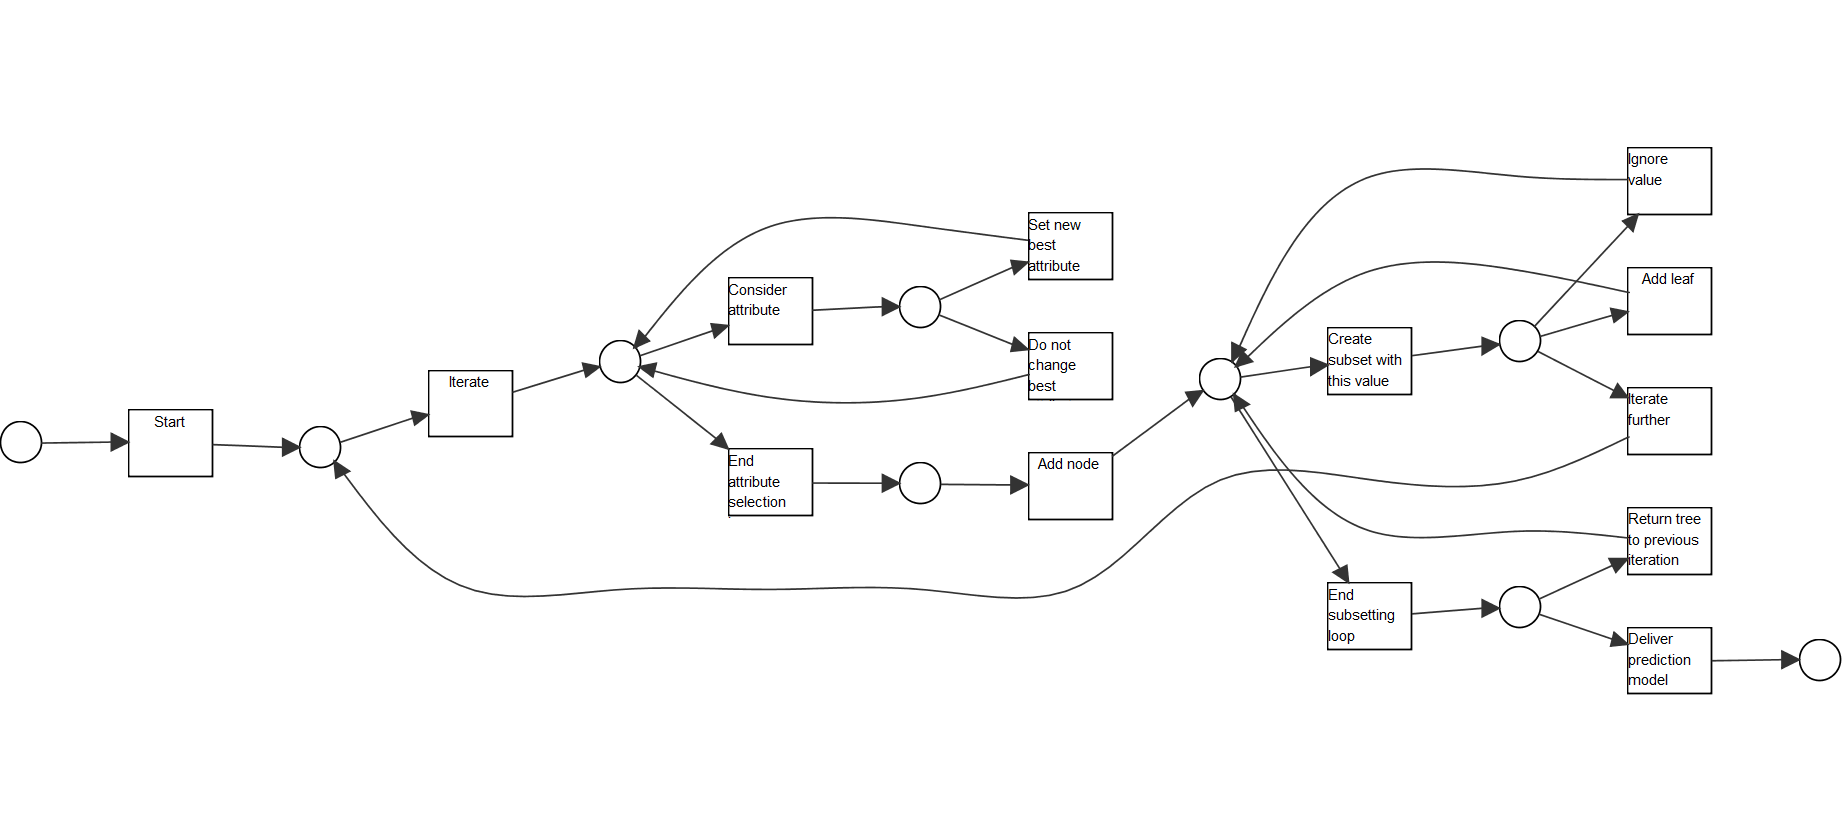 Start
Iterate
Consider
attribute
End
attribute
selection
Set new
best
attribute
Do not
change
best
Add node
Create
subset with
this value
End
subsetting
loop
Ignore
value
Add leaf
Iterate
further
Return tree
to previous
iteration
Deliver
prediction
model